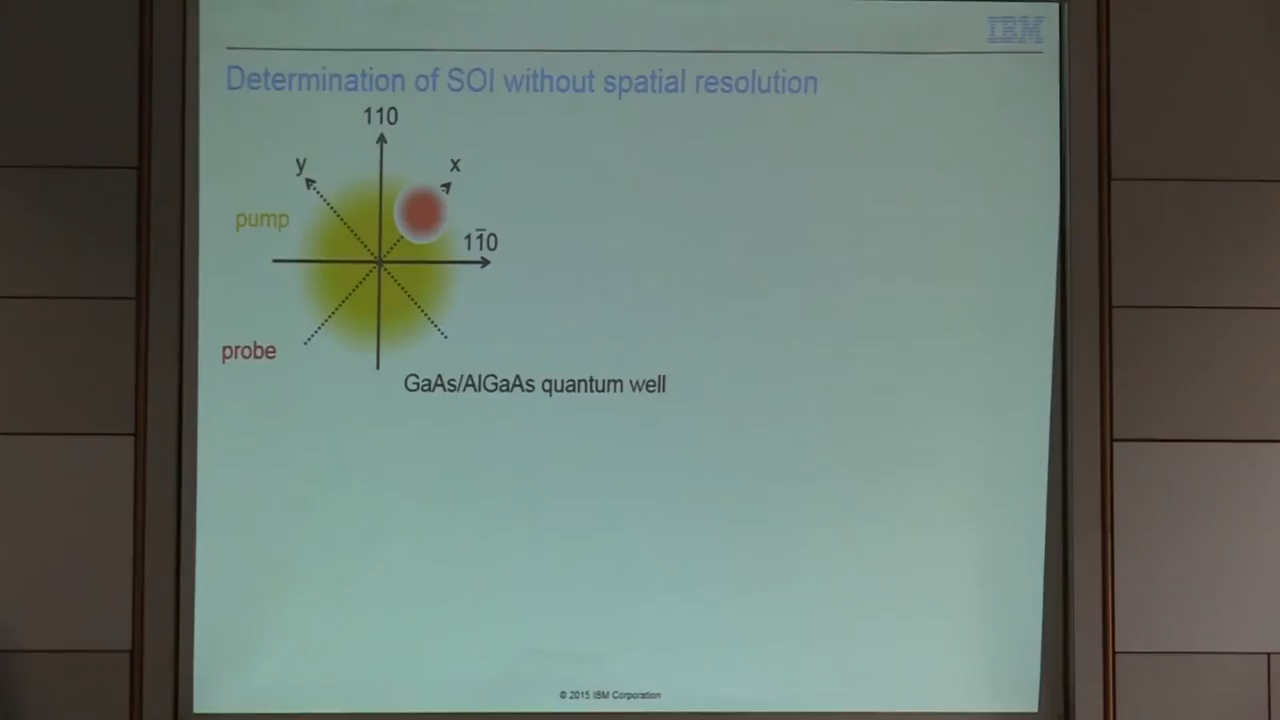 IBM
Determination of SOI without spatial resolution
110
y
x
pump
11̅0
probe
GaAs/AlGaAs quantum well
© 2015 IBM Corporation